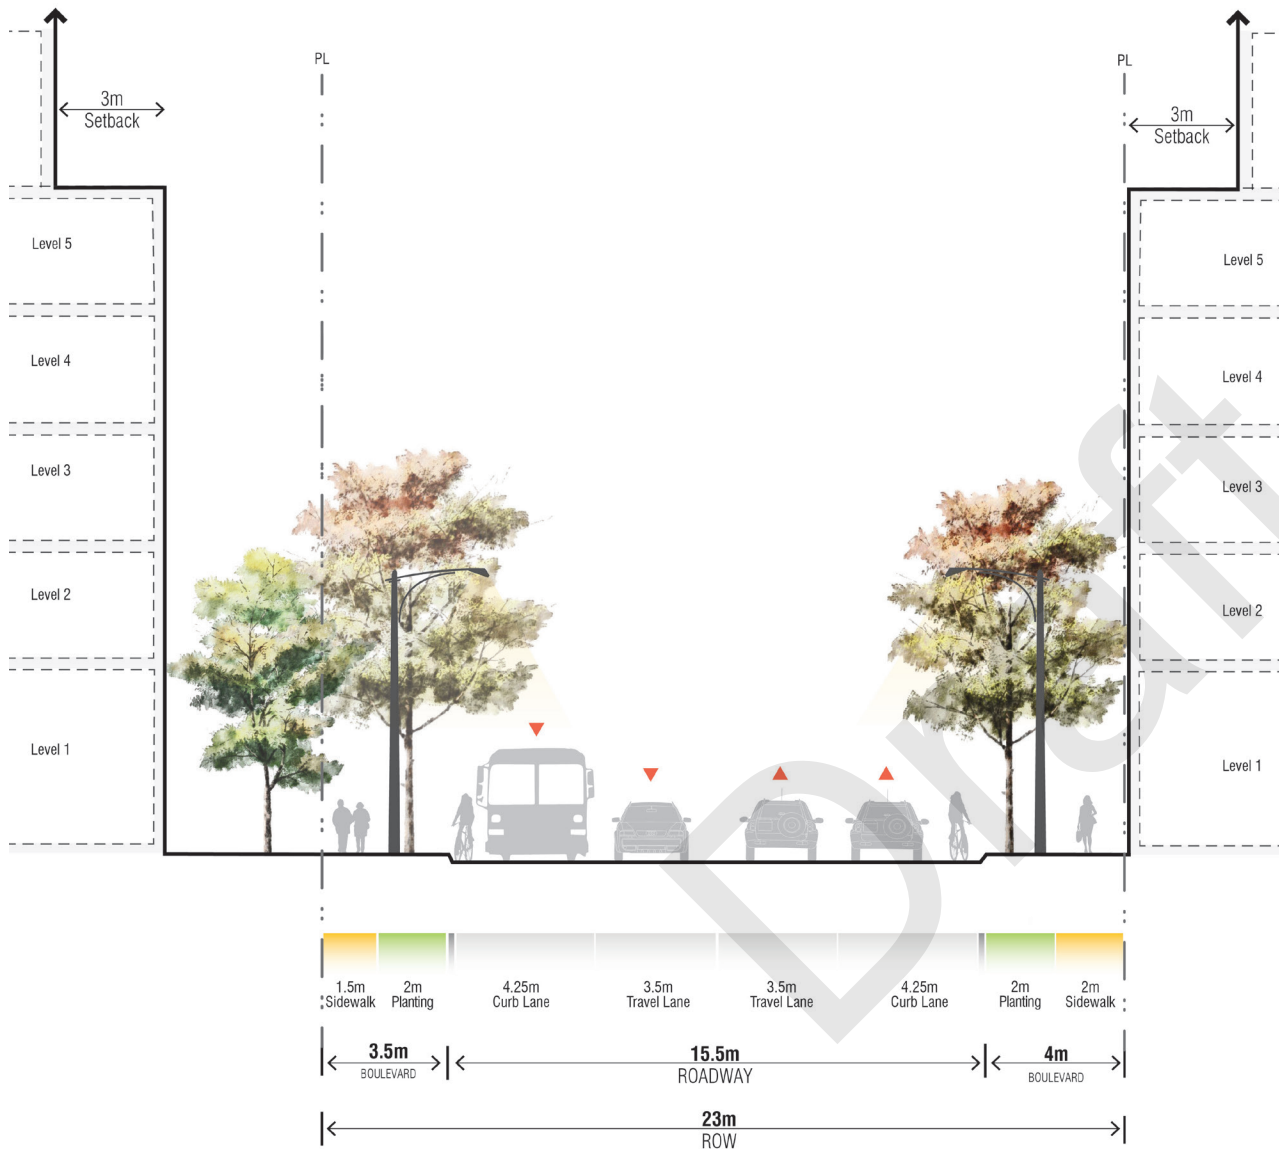 PL
PL
3m
Setback
3m
Setback
Level 5
Level 5
Level 4
Level 4
Level 3
Level 3
Level 2
Level 2
Level 1
Level 1
Draft
1.5m
Sidewalk
2m
Planting
4.25m
Curb Lane
3.5m
Travel Lane
3.5m
Travel Lane
4.25m
Curb Lane
2m
Planting
2m
Sidewalk
3.5m
BOULEVARD
15.5m
ROADWAY
4m
BOULEVARD
23m
ROW